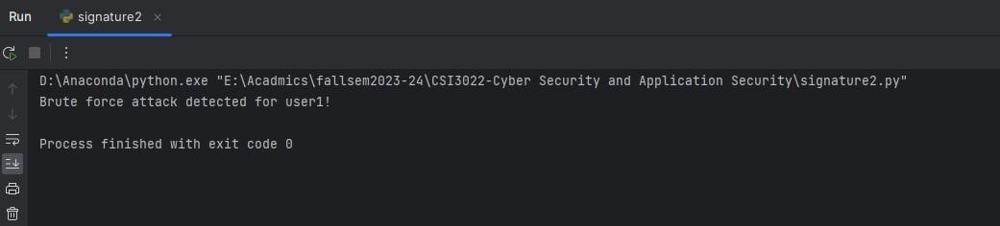 Run signature2
D:\Anaconda\python.exe "E:\Acadmics\fallsem2023-24\CSI3022-Cyber Security and Application Security\signature2.py"
Brute force attack detected for user1!
Process finished with exit code 0